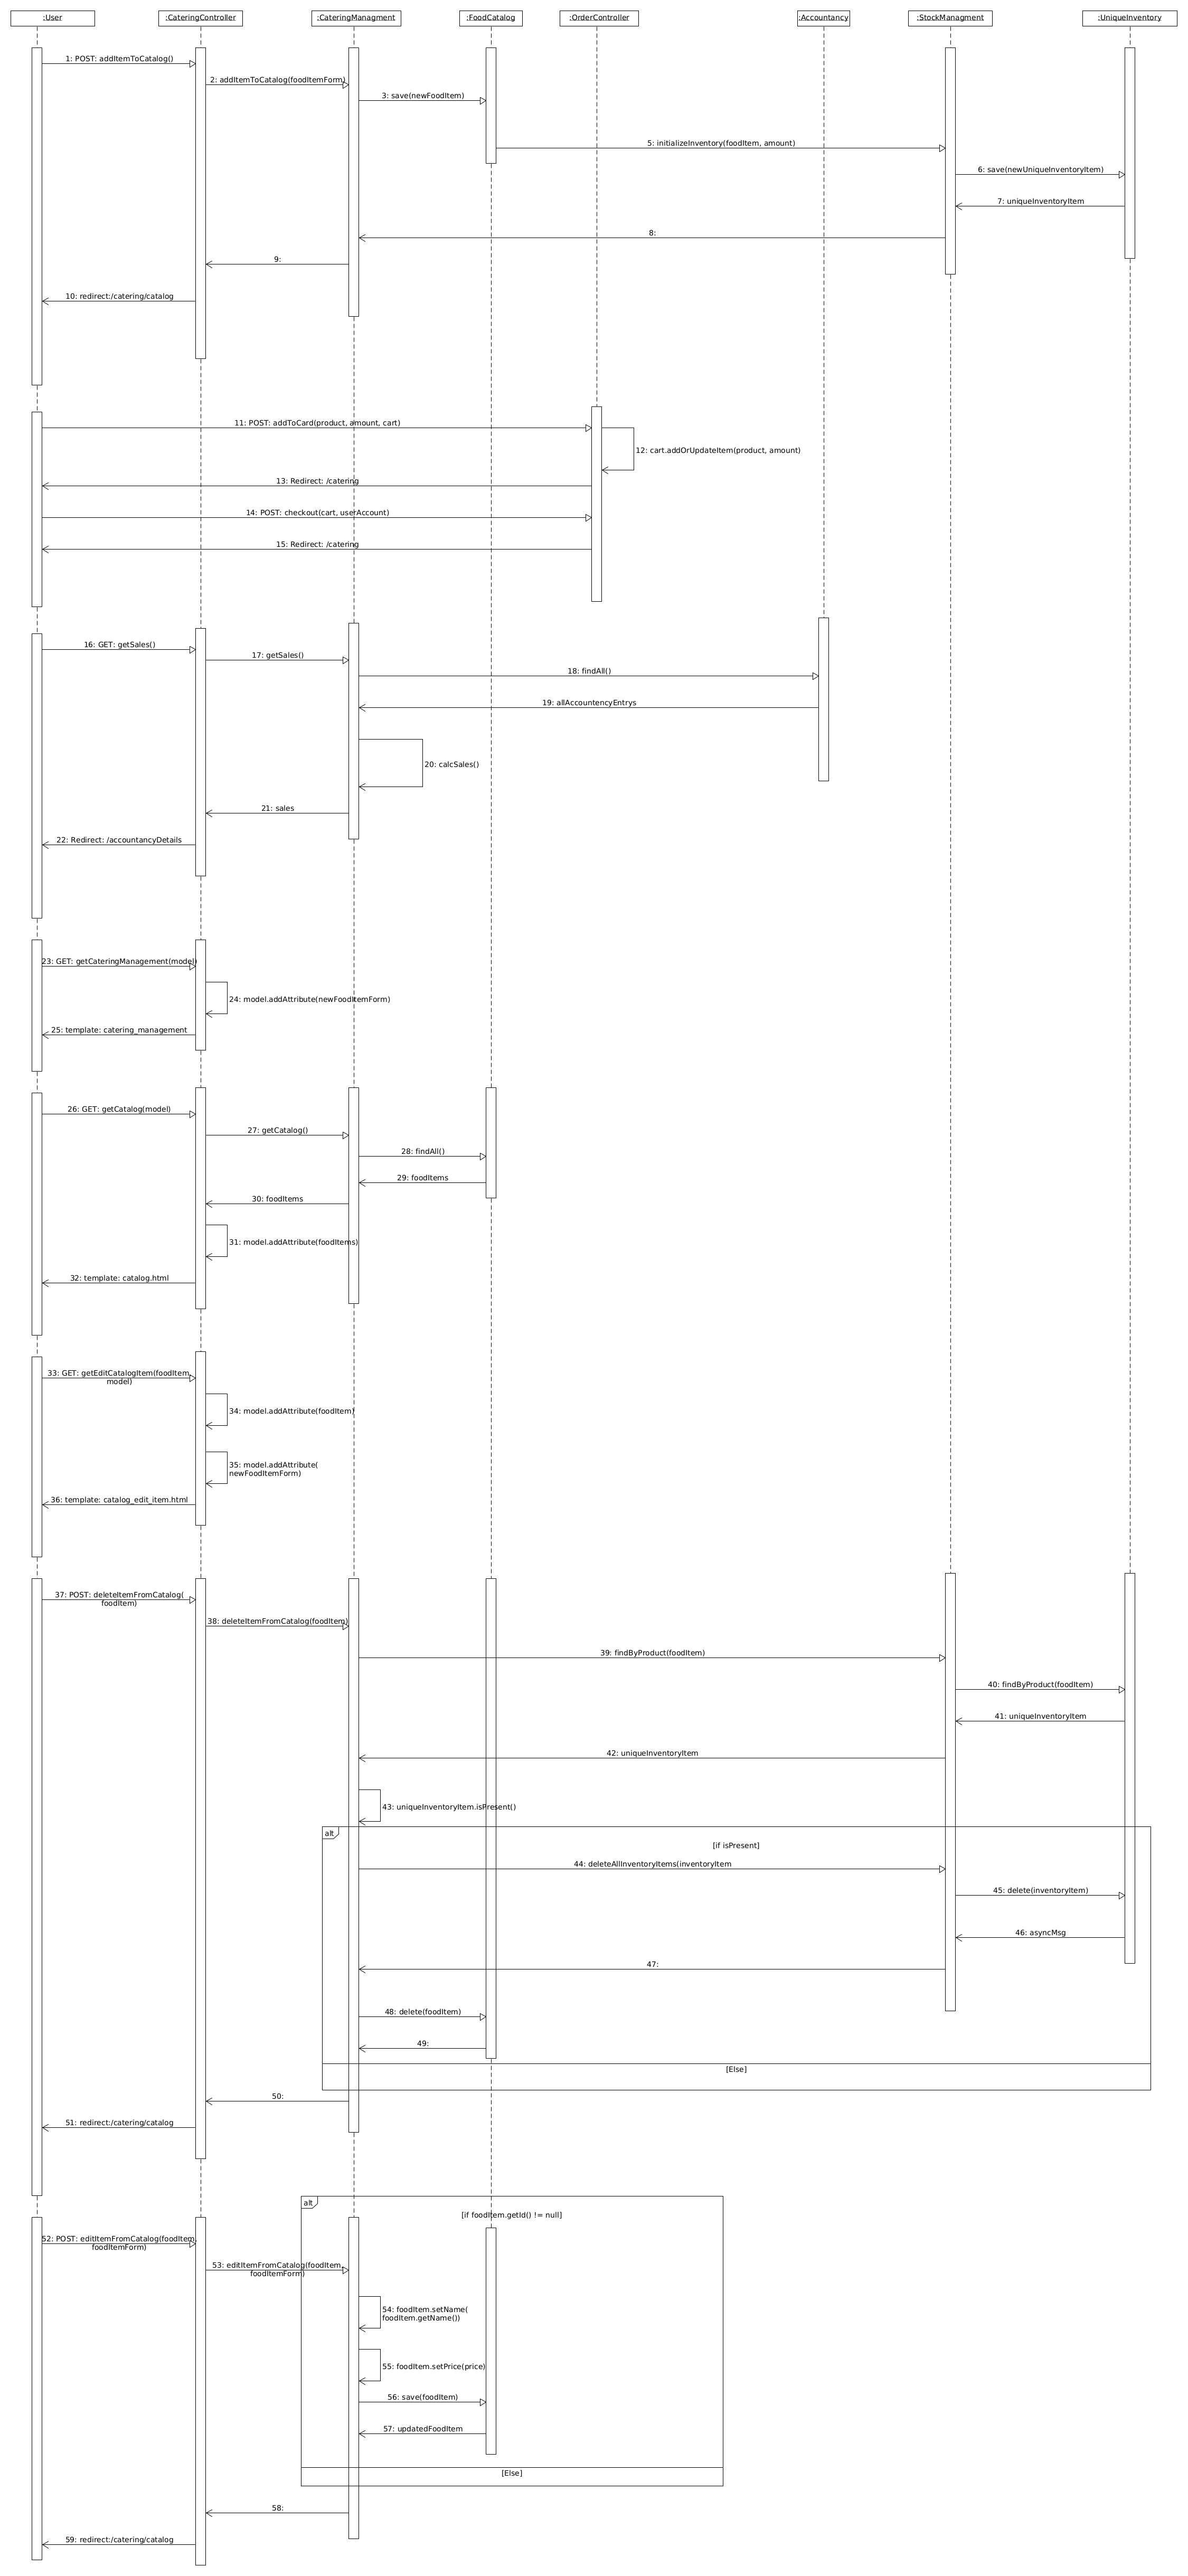 :User
:CateringController
:CateringManagment
:FoodCatalog
:OrderController
:Accountancy
:StockManagment
:UniqueInventory
1: POST: addItemToCatalog()
2: addItemToCatalog(foodItemForm)
3: save(newFoodItem)
5: initializeInventory(foodItem, amount)
6: save(newUniqueInventoryItem)
7: uniqueInventoryItem
8:
9:
10: redirect:/catering/catalog
11: POST: addToCard(product, amount, cart)
12: cart.addOrUpdateItem(product, amount)
13: Redirect: /catering
14: POST: checkout(cart, userAccount)
15: Redirect: /catering
16: GET: getSales()
17: getSales()
18: findAll()
19: allAccountencyEntrys
20: calcSales()
21: sales
22: Redirect: /accountancyDetails
23: GET: getCateringManagement(model)
24: model.addAttribute(newFoodItemForm)
25: template: catering_management
26: GET: getCatalog(model)
27: getCatalog()
28: findAll()
29: foodItems
30: foodItems
31: model.addAttribute(foodItems)
32: template: catalog.html
33: GET: getEditCatalogItem(foodItem,
model)
34: model.addAttribute(foodItem)
35: model.addAttribute(
newFoodItemForm)
36: template: catalog_edit_item.html
37: POST: deleteItemFromCatalog(
foodItem)
38: deleteItemFromCatalog(foodItem)
39: findByProduct(foodItem)
40: findByProduct(foodItem)
41: uniqueInventoryItem
42: uniqueInventoryItem
43: uniqueInventoryItem.isPresent()
alt
[if isPresent]
44: deleteAllInventoryItems(inventoryItem
45: delete(inventoryItem)
46: asyncMsg
47:
48: delete(foodItem)
49:
[Else]
50:
51: redirect:/catering/catalog
alt
[if foodItem.getId() != null]
52: POST: editItemFromCatalog(foodItem,
foodItemForm)
53: editItemFromCatalog(foodItem,
foodItemForm)
54: foodItem.setName(
foodItem.getName())
55: foodItem.setPrice(price)
56: save(foodItem)
57: updatedFoodItem
[Else]
58:
59: redirect:/catering/catalog